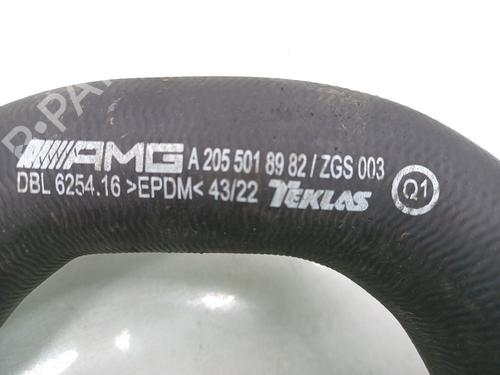 AMG A 205 501 89 82 / ZGS 003
DBL 6254.16 >EPDM< 43/22 TEKLAS Q1